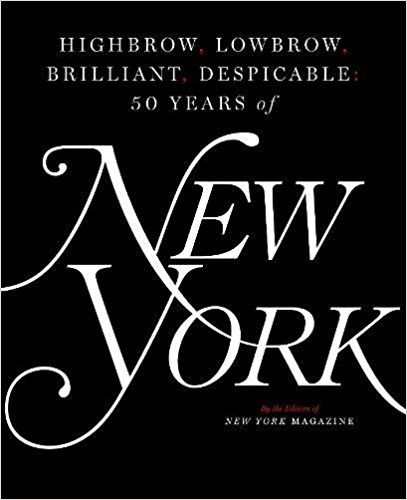 HIGHBROW, LOWBROW,
BRILLIANT, DESPICABLE:
50 YEARS of
NEW
YORK
By the Editors of
NEW YORK MAGAZINE